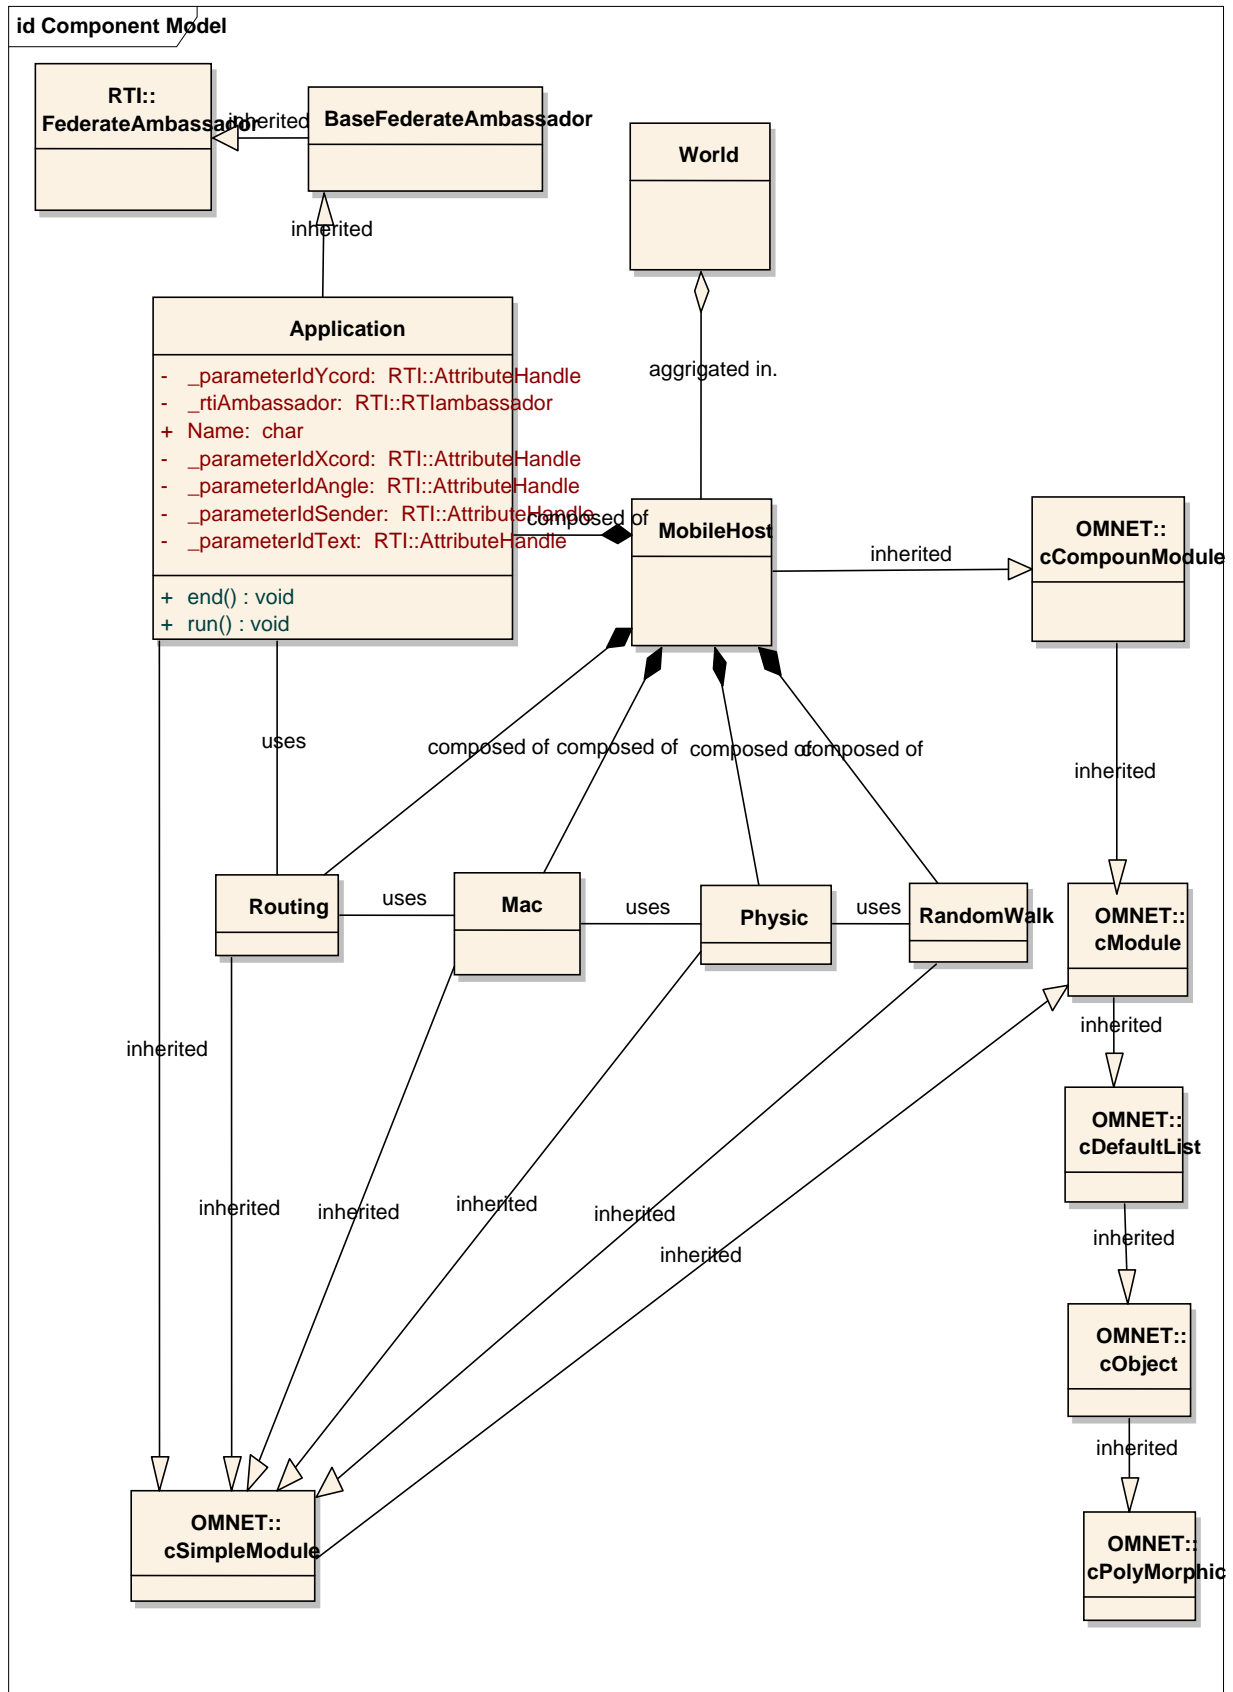 id Component Model
RTI::
FederateAmbassador
inherited
BaseFederateAmbassador
World
inherited
Application
- _parameterIdYcord: RTI::AttributeHandle
- _rtiAmbassador: RTI::RTIambassador
+ Name: char
- _parameterIdXcord: RTI::AttributeHandle
- _parameterIdAngle: RTI::AttributeHandle
- _parameterIdSender: RTI::AttributeHandle
- _parameterIdText: RTI::AttributeHandle
+ end() : void
+ run() : void
aggrigated in.
composed of
MobileHost
inherited
OMNET::
cCompounModule
uses
composed of
composed of
composed of
composed of
inherited
Routing
uses
Mac
uses
Physic
uses
RandomWalk
OMNET::
cModule
inherited
inherited
OMNET::
cDefaultList
inherited
inherited
inherited
inherited
inherited
inherited
OMNET::
cObject
inherited
OMNET::
cSimpleModule
OMNET::
cPolyMorphic